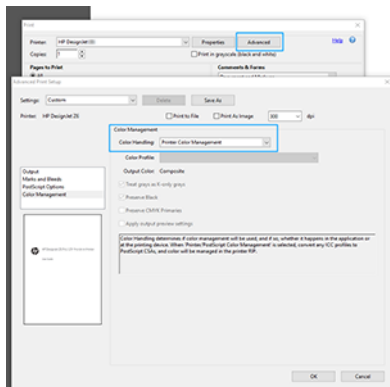 Print
Printer: HP DesignJet Z6 Properties Advanced Help
Copies: 1 Print in grayscale (black and white)
Pages to Print Comments & Forms
Advanced Print Setup
Settings: Custom Delete Save As
Printer: HP DesignJet Z6 Print to File Print As Image 300 dpi
Color Management
Color Handling: Printer Color Management
Color Profile:
Output Color: Composite
Treat grays as K-only grays
Preserve Black
Preserve CMYK Primaries
Apply output preview settings
Output
Marks and Bleeds
PostScript Options
Color Management
Color Handling determines if color management will be used, and if so, whether it happens in the application or
at the printing device. When 'Printer/PostScript Color Management' is selected, convert any ICC profiles to
PostScript CSAs, and color will be managed in the printer RIP.
OK Cancel